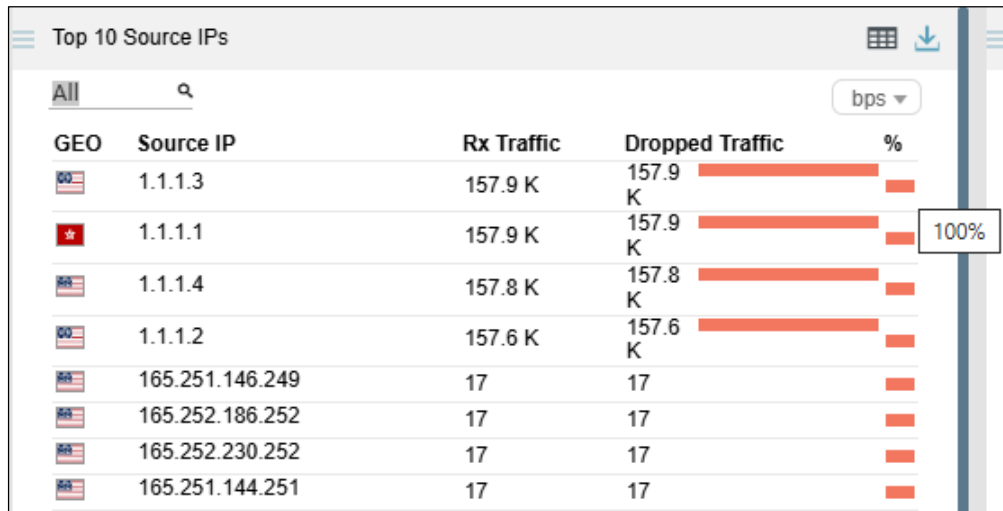 Top 10 Source IPs
All
bps
GEO Source IP Rx Traffic Dropped Traffic %
1.1.1.3 157.9 K 157.9 K
1.1.1.1 157.9 K 157.9 K
100%
1.1.1.4 157.8 K 157.8 K
1.1.1.2 157.6 K 157.6 K
165.251.146.249 17 17
165.252.186.252 17 17
165.252.230.252 17 17
165.251.144.251 17 17